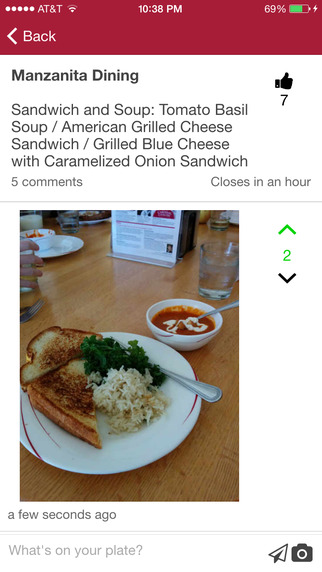 AT&T 10:38 PM 69%
Back
Manzanita Dining
7
Sandwich and Soup: Tomato Basil
Soup / American Grilled Cheese
Sandwich / Grilled Blue Cheese
with Caramelized Onion Sandwich
5 comments Closes in an hour
2
a few seconds ago
What's on your plate?